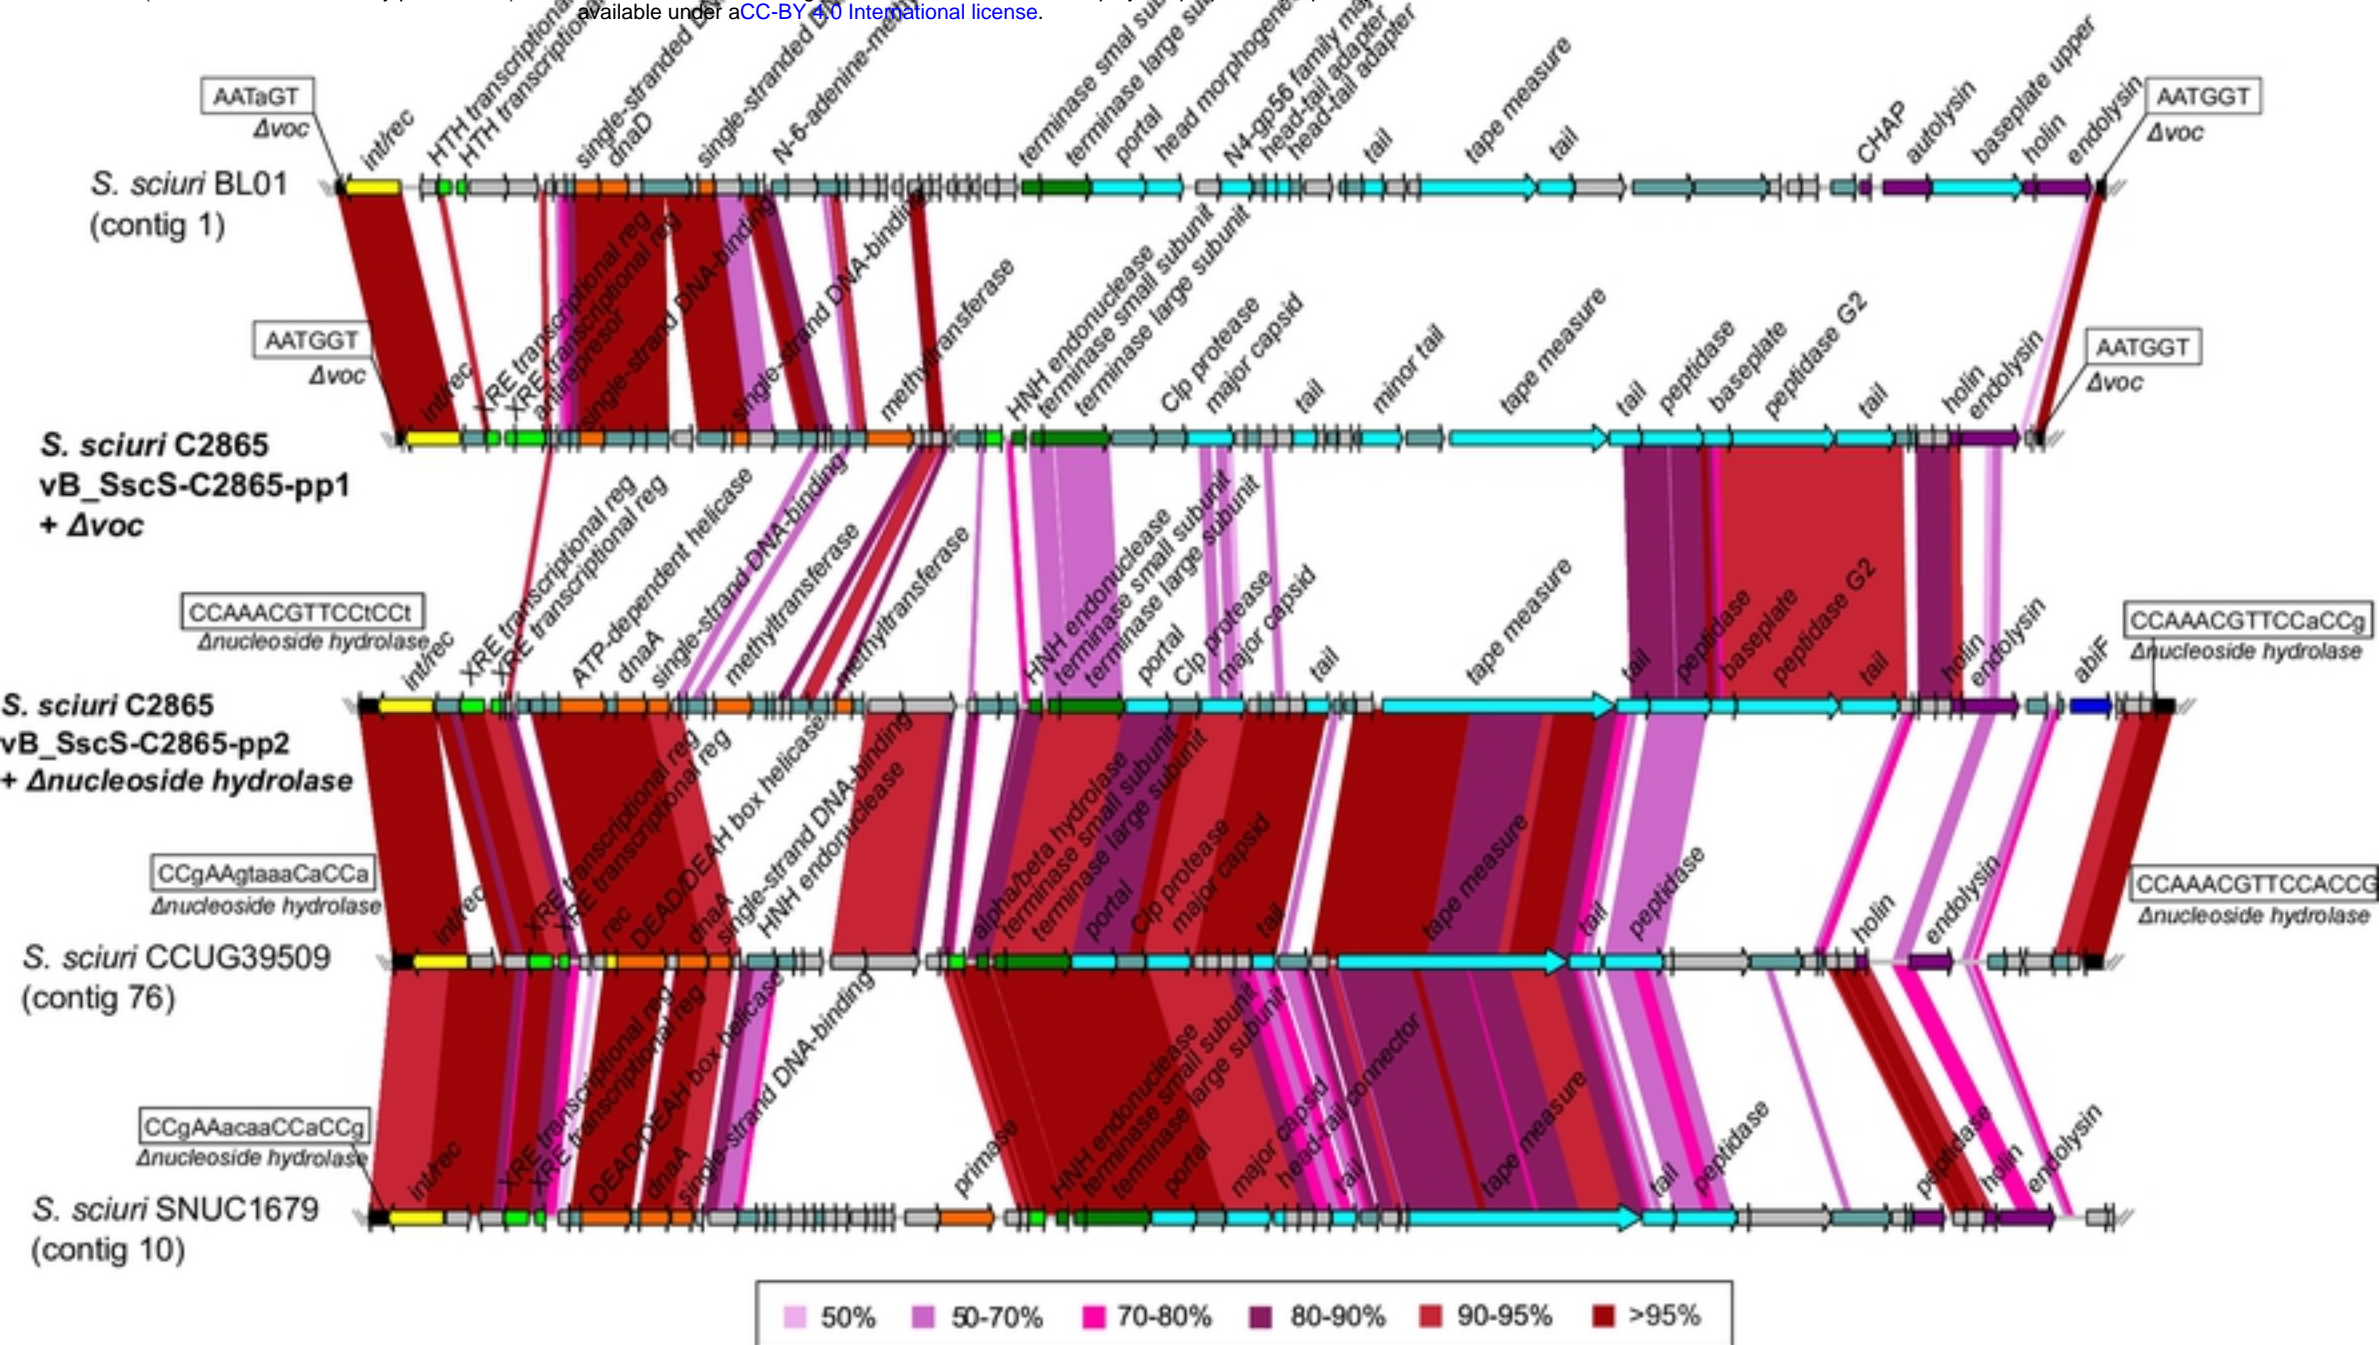 available under aCC-BY 4.0 International license.
AATaGT
Δvoc
int/rec
HTH transcriptional
HTH transcription
single-stranded
dnaD
single-stranded
N-6-adenine-me
terminase smal
terminase large
portal
head morphogene
N4-gp56 family
head-tail adapter
head-tail adapter
tail
tape measure
tail
CHAP
autolysin
baseplate upper
holin
endolysin
AATGGT
Δvoc
S. sciuri BL01
(contig 1)
AATGGT
Δvoc
int/rec
XRE transcriptional reg
XRE transcriptional reg
antirepresor
single-strand DNA-binding
single-strand DNA-binding
methyltransferase
HNH endonuclease
terminase small subunit
terminase large subunit
Clp protease
major capsid
tail
minor tail
tape measure
tail
peptidase
baseplate
peptidase G2
tail
holin
endolysin
AATGGT
Δvoc
S. sciuri C2865
vB_SscS-C2865-pp1
+ Δvoc
CCAAACGTTCCtCCt
Δnucleoside hydrolase
int/rec
XRE transcriptional reg
XRE transcriptional reg
ATP-dependent helicase
dnaA
single-strand DNA-binding
methyltransferase
methyltransferase
HNH endonuclease
terminase small subunit
terminase large subunit
portal
Clp protease
major capsid
tail
tape measure
tail
peptidase
baseplate
peptidase G2
tail
holin
endolysin
abiF
CCAAACGTTCCaCCg
Δnucleoside hydrolase
S. sciuri C2865
vB_SscS-C2865-pp2
+ Δnucleoside hydrolase
CCgAAgtaaaCaCCa
Δnucleoside hydrolase
int/rec
XRE transcriptional reg
XRE transcriptional reg
rec
DEAD/DEAH box helicase
dnaA
single-strand DNA-binding
HNH endonuclease
alpha/beta hydrolase
terminase small subunit
terminase large subunit
portal
Clp protease
major capsid
tail
tape measure
tail
peptidase
holin
endolysin
CCAAACGTTCCACCG
Δnucleoside hydrolase
S. sciuri CCUG39509
(contig 76)
CCgAAacaaCCaCCg
Δnucleoside hydrolase
int/rec
XRE transcriptional reg
XRE transcriptional reg
DEAD/DEAH box helicase
dnaA
single-strand DNA-binding
primase
HNH endonuclease
terminase small subunit
terminase large subunit
portal
major capsid
head-tail connector
tail
tape measure
tail
peptidase
peptidase
holin
endolysin
S. sciuri SNUC1679
(contig 10)
50% 50-70% 70-80% 80-90% 90-95% >95%